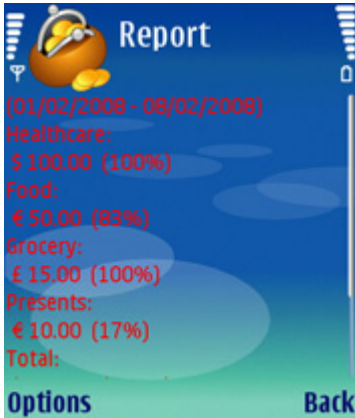 Report
(01/02/2008 - 08/02/2008)
Healthcare:
$ 100.00 (100%)
Food:
€ 50.00 (83%)
Grocery:
£ 15.00 (100%)
Presents:
€ 10.00 (17%)
Total:
Options Back